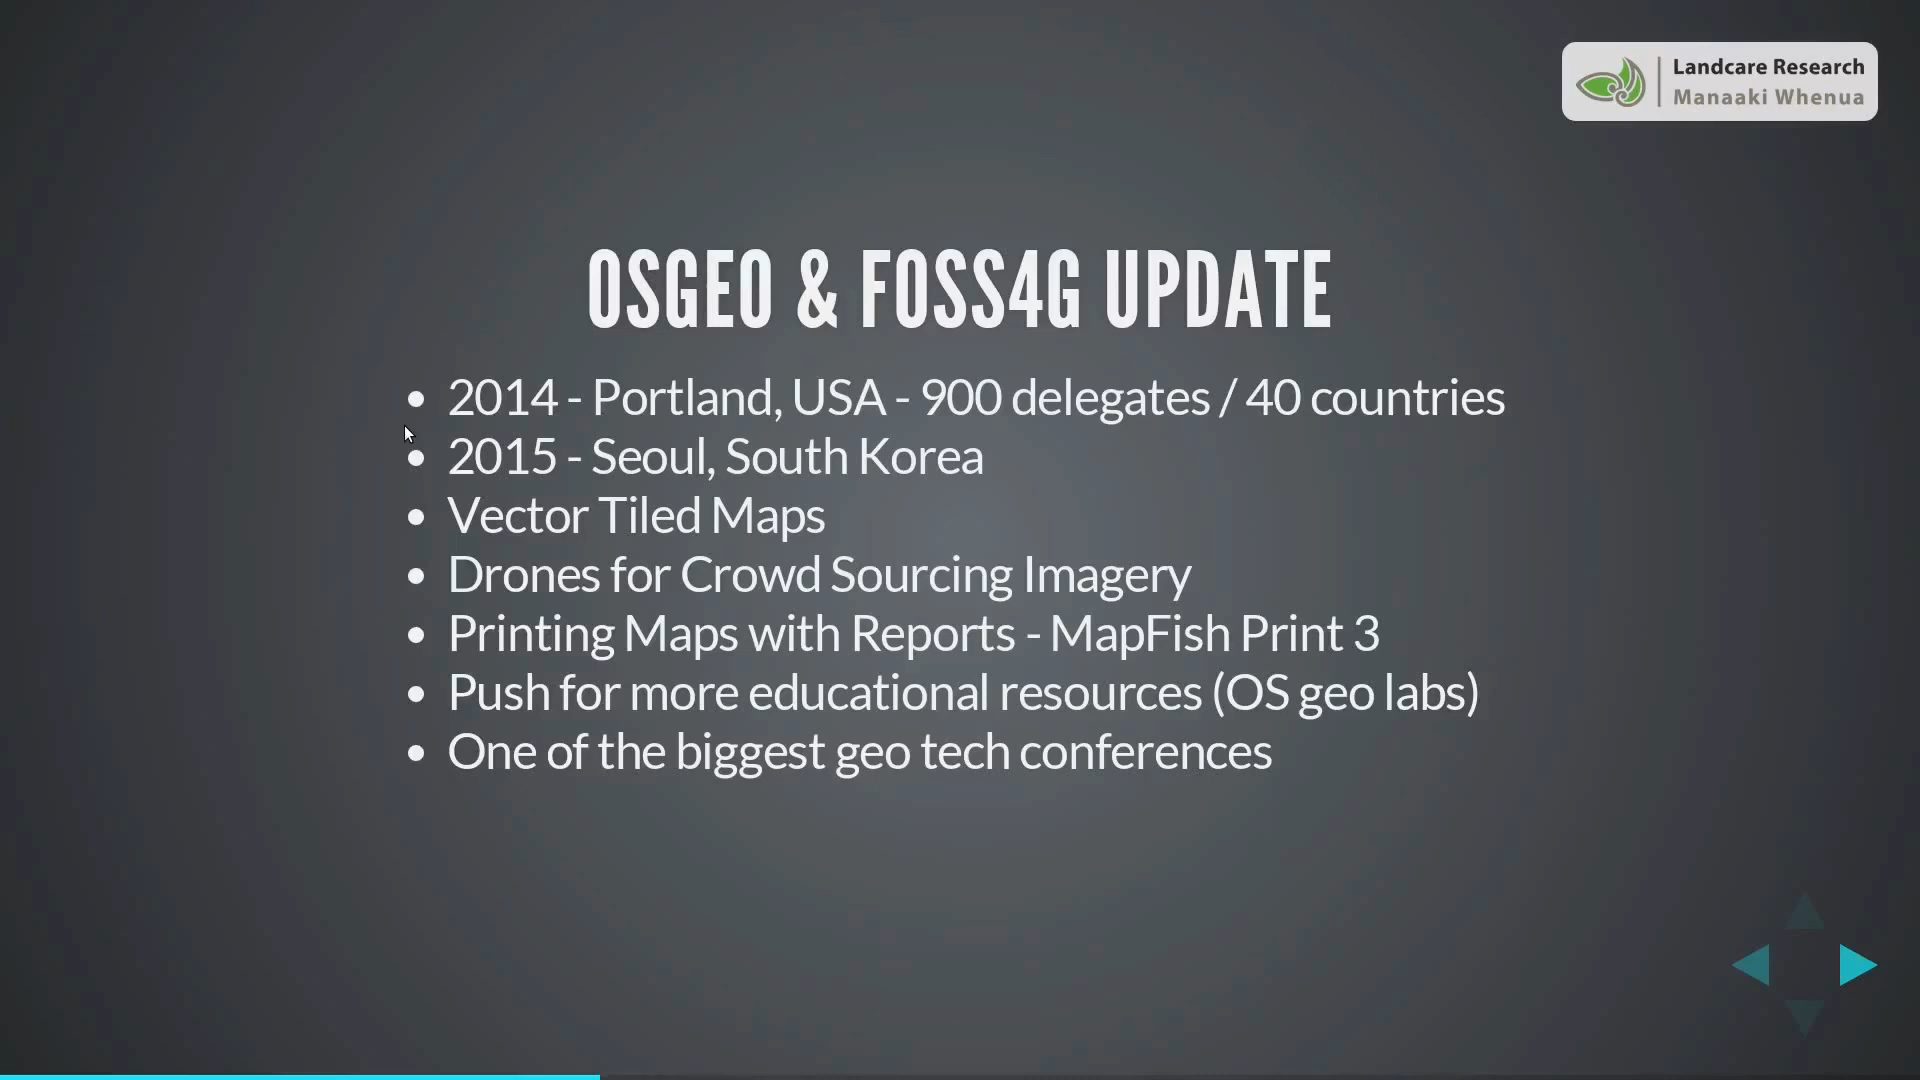 Landcare Research
Manaaki Whenua
OSGEO & FOSS4G UPDATE
• 2014 - Portland, USA - 900 delegates / 40 countries
• 2015 - Seoul, South Korea
• Vector Tiled Maps
• Drones for Crowd Sourcing Imagery
• Printing Maps with Reports - MapFish Print 3
• Push for more educational resources (OS geo labs)
• One of the biggest geo tech conferences